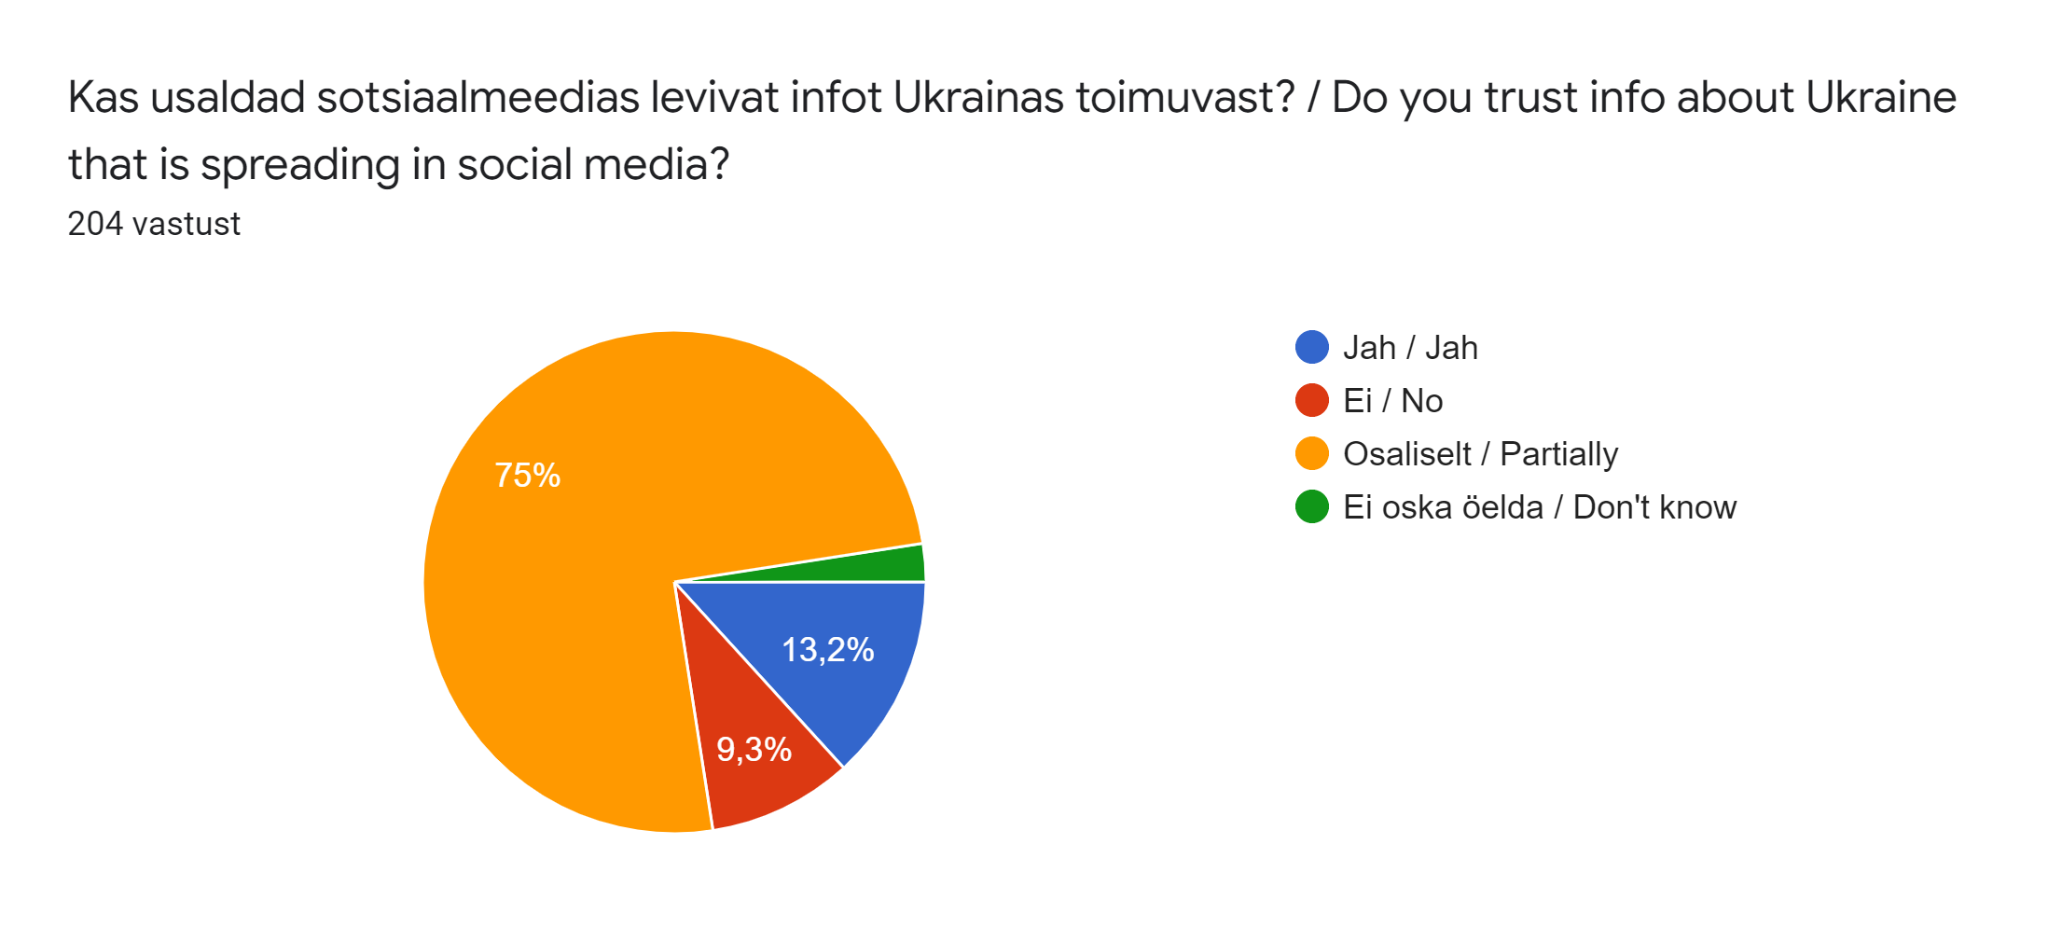 Kas usaldad sotsiaalmeedias levivat infot Ukrainas toimuvast? / Do you trust info about Ukraine
that is spreading in social media?
204 vastust
75%
13,2%
9,3%
Jah / Jah
Ei / No
Osaliselt / Partially
Ei oska öelda / Don't know